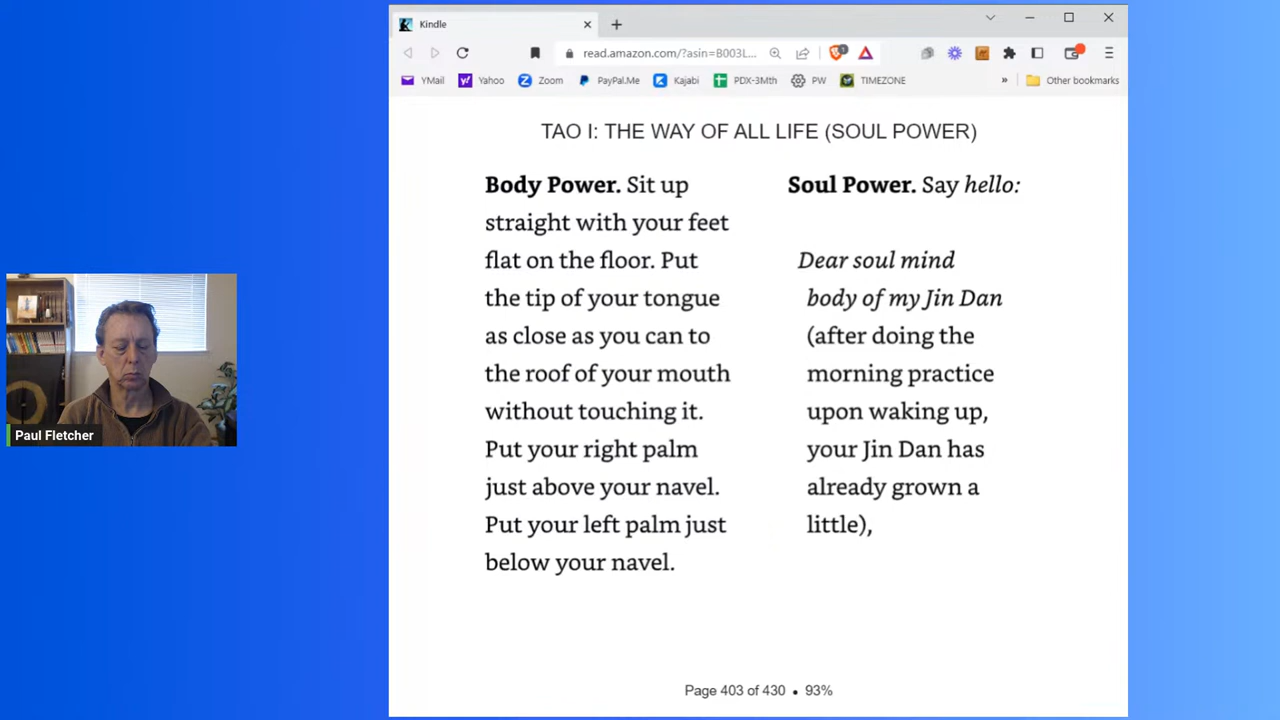 Kindle
read.amazon.com/?asin=B003L...
1
YMail
Yahoo
Zoom
PayPal.Me
Kajabi
PDX-3Mth
PW
TIMEZONE
»
Other bookmarks
TAO I: THE WAY OF ALL LIFE (SOUL POWER)
Body Power. Sit up
straight with your feet
flat on the floor. Put
the tip of your tongue
as close as you can to
the roof of your mouth
without touching it.
Put your right palm
just above your navel.
Put your left palm just
below your navel.
Soul Power. Say hello:
Dear soul mind
body of my Jin Dan
(after doing the
morning practice
upon waking up,
your Jin Dan has
already grown a
little),
Page 403 of 430 • 93%
Paul Fletcher